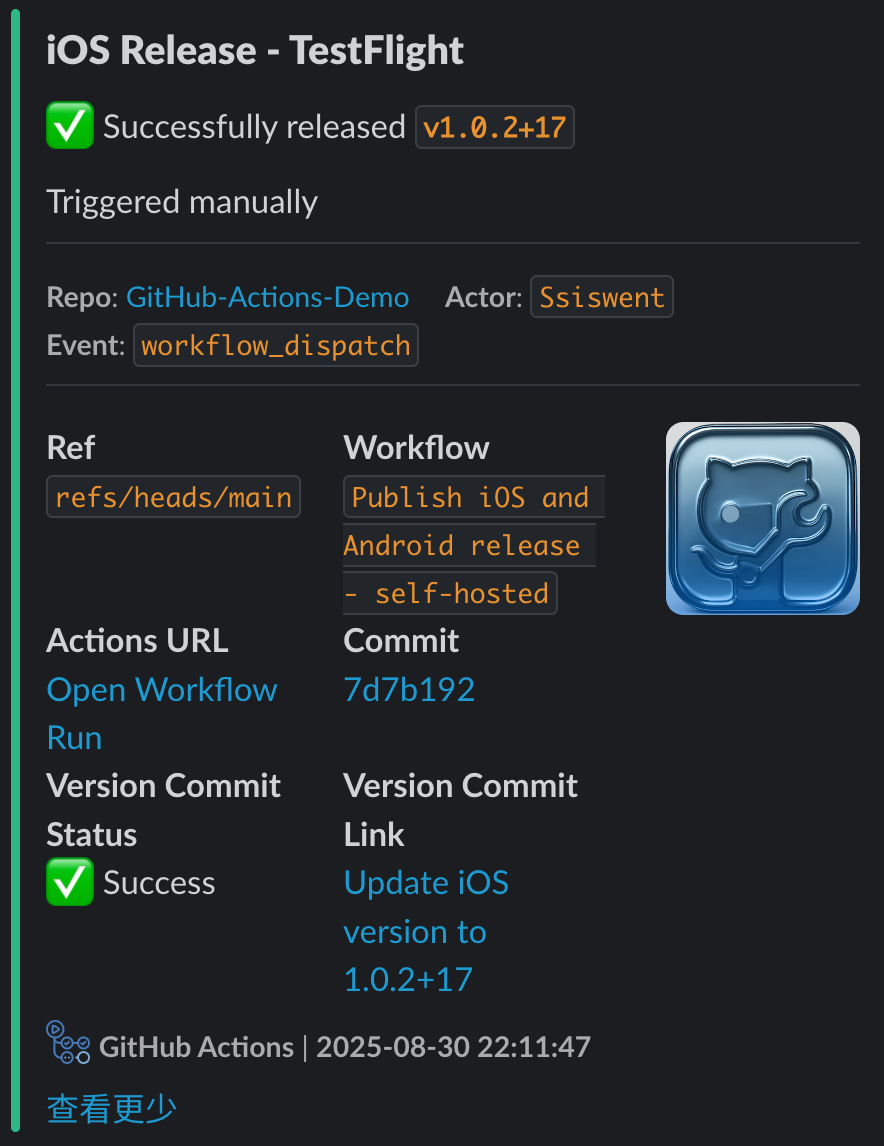 iOS Release - TestFlight
✅ Successfully released v1.0.2+17
Triggered manually
Repo: GitHub-Actions-Demo Actor: Ssiswent
Event: workflow_dispatch
Ref
refs/heads/main
Workflow
Publish iOS and
Android release
- self-hosted
Actions URL
Open Workflow
Run
Commit
7d7b192
Version Commit
Status
✅ Success
Version Commit
Link
Update iOS
version to
1.0.2+17
GitHub Actions | 2025-08-30 22:11:47
查看更少